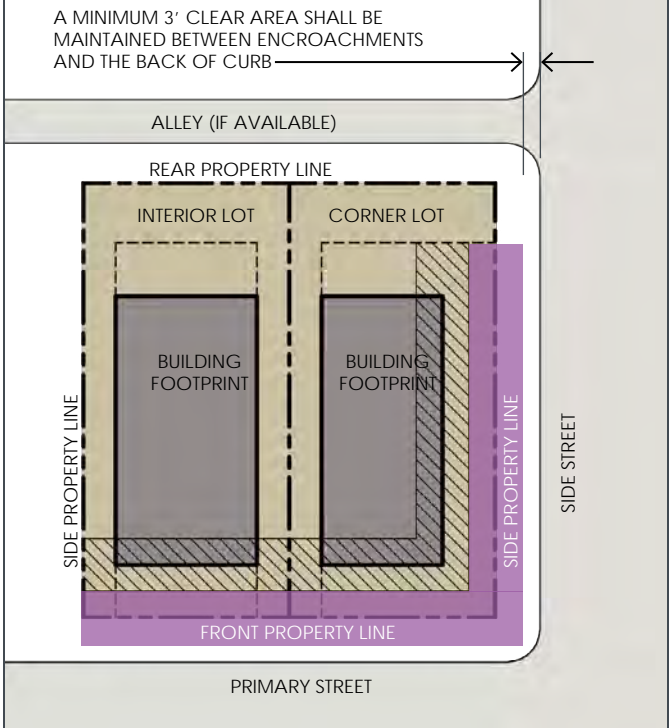 A MINIMUM 3’ CLEAR AREA SHALL BE
MAINTAINED BETWEEN ENCROACHMENTS
AND THE BACK OF CURB
ALLEY (IF AVAILABLE)
REAR PROPERTY LINE
INTERIOR LOT
CORNER LOT
BUILDING
FOOTPRINT
BUILDING
FOOTPRINT
SIDE PROPERTY LINE
SIDE PROPERTY LINE
SIDE STREET
FRONT PROPERTY LINE
PRIMARY STREET